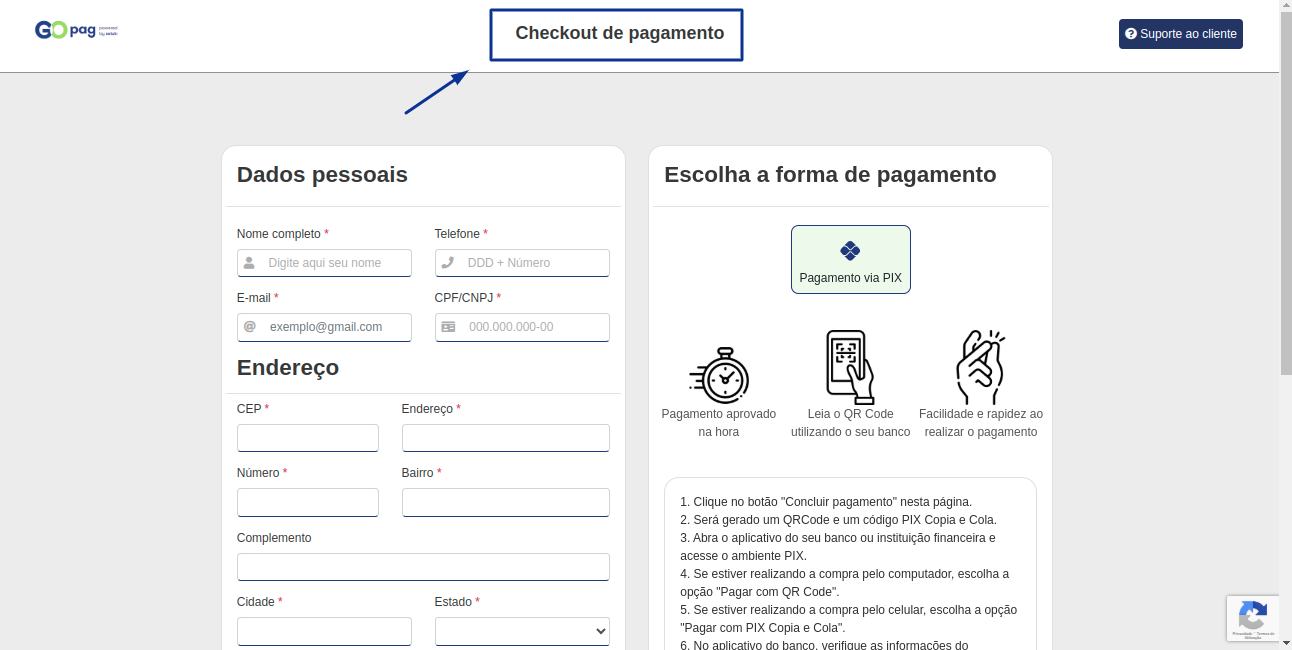 GO pag powered by
Checkout de pagamento
Suporte ao cliente
Dados pessoais
Nome completo *
Telefone *
Digite aqui seu nome
DDD + Número
E-mail *
CPF/CNPJ *
exemplo@gmail.com
000.000.000-00
Endereço
CEP *
Endereço *
Número *
Bairro *
Complemento
Cidade *
Estado *
Escolha a forma de pagamento
Pagamento via PIX
Pagamento aprovado
na hora
Leia o QR Code
utilizando o seu banco
Facilidade e rapidez ao
realizar o pagamento
1. Clique no botão "Concluir pagamento" nesta página.
2. Será gerado um QRCode e um código PIX Copia e Cola.
3. Abra o aplicativo do seu banco ou instituição financeira e
acesse o ambiente PIX.
4. Se estiver realizando a compra pelo computador, escolha a
opção "Pagar com QR Code".
5. Se estiver realizando a compra pelo celular, escolha a opção
"Pagar com PIX Copia e Cola".
6. No aplicativo do banco, verifique as informações do
Privacidade - Termos de
Utilização